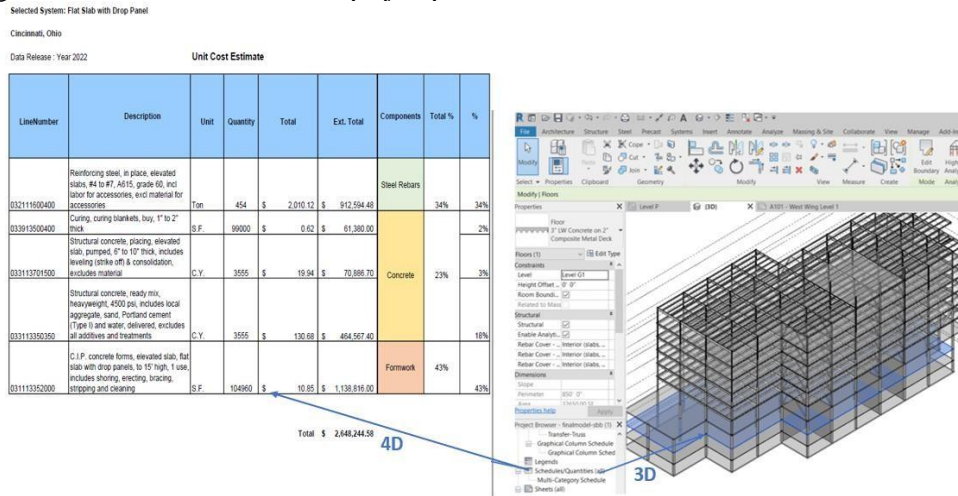 Selected System: Flat Slab with Drop Panel
Cincinnati, Ohio
Data Release : Year 2022
Unit Cost Estimate
LineNumber Description Unit Quantity Total Ext. Total Components Total % %
Reinforcing steel, in place, elevated
slabs, #4 to #7, A615, grade 60, incl
labor for accessories, excl material for
032111600400 accessories Ton 454 $ 2,010.12 $ 912,594.48 Steel Rebars 34% 34%
Curing, curing blankets, buy, 1" to 2"
033913500400 thick S.F. 99000 $ 0.62 $ 61,380.00 2%
Structural concrete, placing, elevated
slab, pumped, 6" to 10" thick, includes
leveling (strike off) & consolidation,
033113701500 excludes material C.Y. 3555 $ 19.94 $ 70,886.70 Concrete 23% 3%
Structural concrete, ready mix,
heavyweight, 4500 psi, includes local
aggregate, sand, Portland cement
(Type I) and water, delivered, excludes
033113350350 all additives and treatments C.Y. 3555 $ 130.68 $ 464,567.40 18%
C.I.P. concrete forms, elevated slab, flat
slab with drop panels, to 15' high, 1 use,
includes shoring, erecting, bracing,
031113352000 stripping and cleaning S.F. 104960 $ 10.85 $ 1,138,816.00 Formwork 43% 43%
Total $ 2,648,244.58
4D
File Architecture Structure Steel Precast Systems Insert Annotate Analyze Massing & Site Collaborate View Manage Add-In
Modify Paste Cope Cut Join Edit Boundary
Select Properties Clipboard Geometry Modify View Measure Create Mode
Modify | Floors
Properties X Level P {3D} X A101 - West Wing Level 1
Floor
3" LW Concrete on 2"
Composite Metal Deck
Floors (1) Edit Type
Constraints
Level Level G1
Height Offset ... 0' 0"
Room Boundi...
Related to Mass
Structural
Structural
Enable Analyti...
Rebar Cover - ... Interior (slabs, ...
Rebar Cover - ... Interior (slabs, ...
Rebar Cover - ... Interior (slabs, ...
Dimensions
Slope
Perimeter 850' 0"
Area
Properties help Apply
Project Browser - finalmodel-sbb (1) X
Transfer-Truss
Graphical Column Schedule
Graphical Column Sched
Legends
Schedules/Quantities (all)
Multi-Category Schedule
Sheets (all)
3D